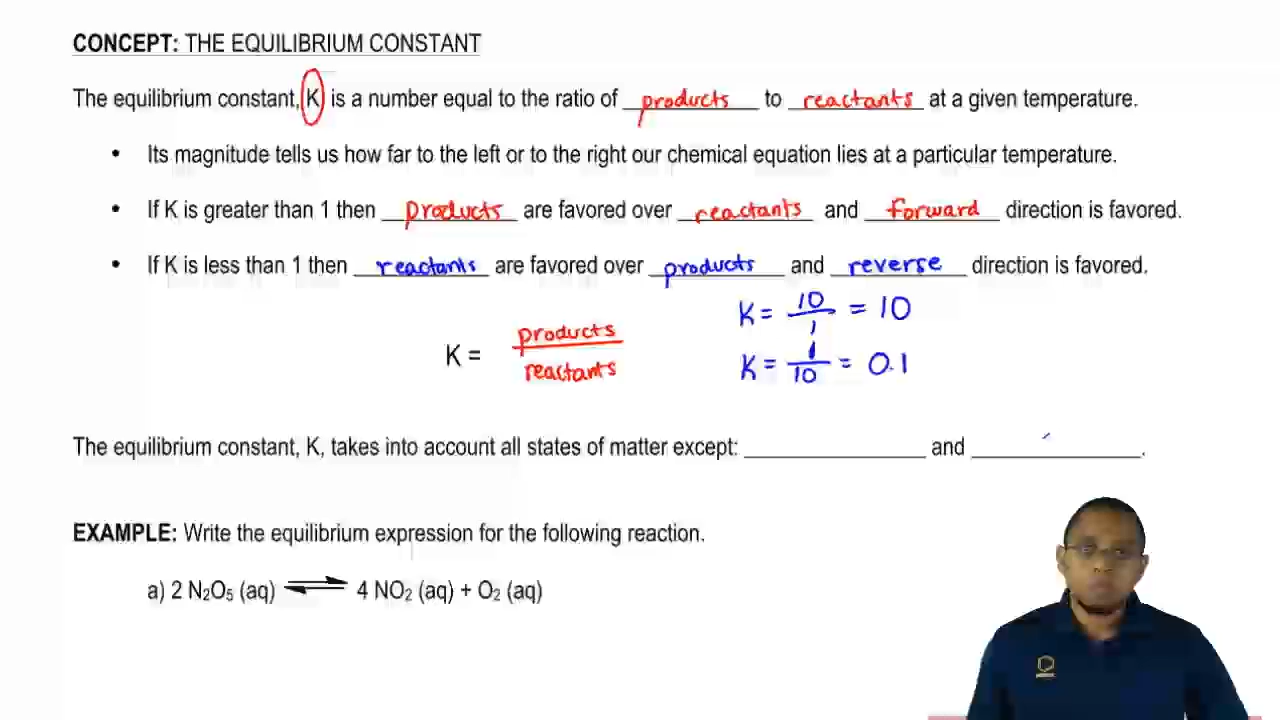 CONCEPT: THE EQUILIBRIUM CONSTANT
The equilibrium constant, K is a number equal to the ratio of products to reactants at a given temperature.
• Its magnitude tells us how far to the left or to the right our chemical equation lies at a particular temperature.
• If K is greater than 1 then products are favored over reactants and forward direction is favored.
• If K is less than 1 then reactants are favored over products and reverse direction is favored.
K = products / reactants
K = 10 / 1 = 10
K = 1 / 10 = 0.1
The equilibrium constant, K, takes into account all states of matter except: ________ and ________.
EXAMPLE: Write the equilibrium expression for the following reaction.
a) 2 N₂O₅ (aq) ⇌ 4 NO₂ (aq) + O₂ (aq)